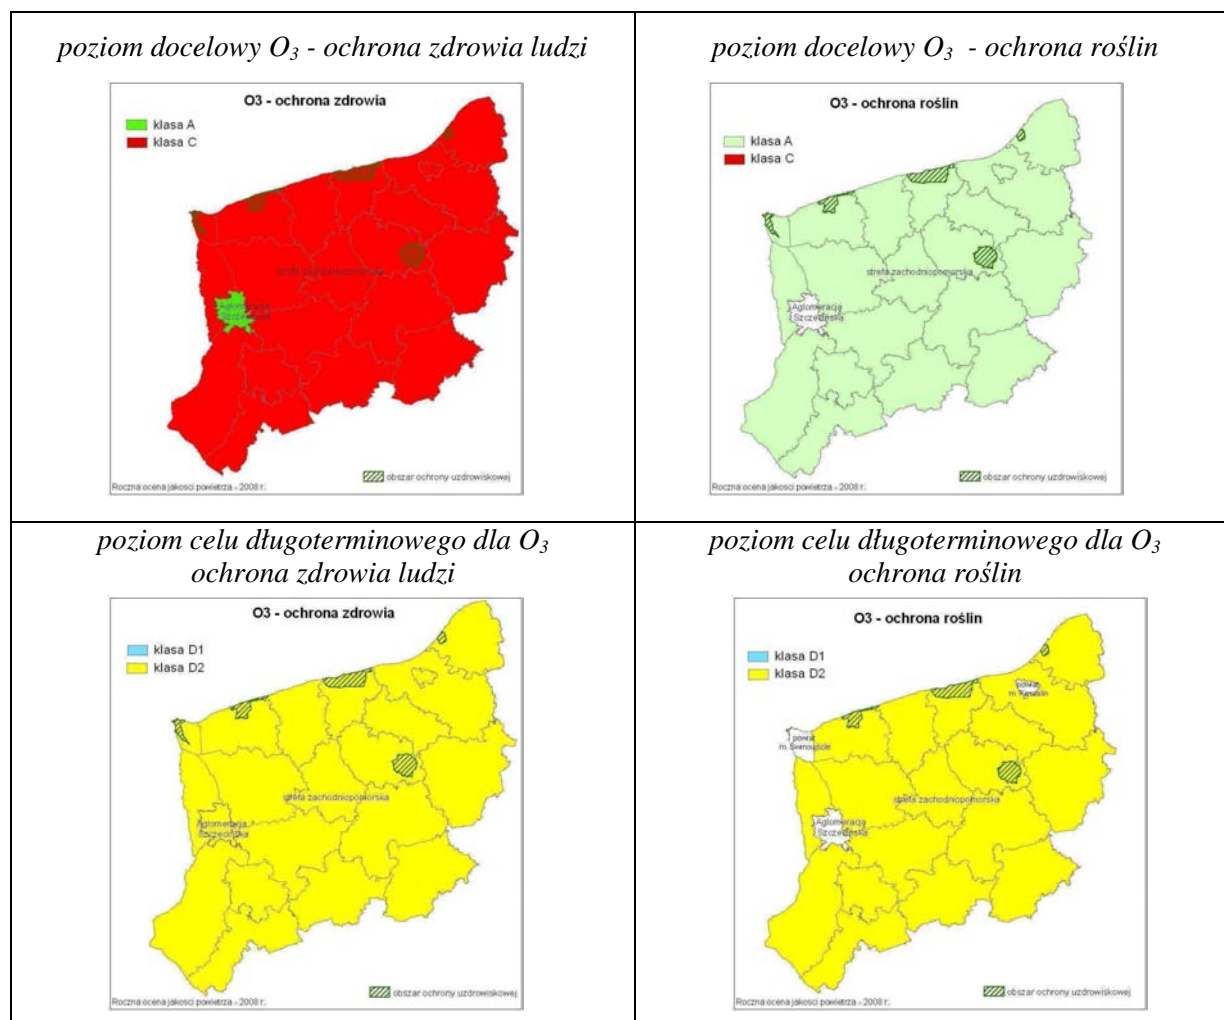 poziom docelowy O3 - ochrona zdrowia ludzi
O3 - ochrona zdrowia
klasa A
klasa C
strefa zachodniopomorska
Aglomeracja
Szczecińska
obszar ochrony uzdrowiskowej
Roczna ocena jakości powietrza - 2008 r.
poziom docelowy O3 - ochrona roślin
O3 - ochrona roślin
klasa A
klasa C
strefa zachodniopomorska
Aglomeracja
Szczecińska
obszar ochrony uzdrowiskowej
Roczna ocena jakości powietrza - 2008 r.
poziom celu długoterminowego dla O3
ochrona zdrowia ludzi
O3 - ochrona zdrowia
klasa D1
klasa D2
strefa zachodniopomorska
Aglomeracja
Szczecińska
obszar ochrony uzdrowiskowej
Roczna ocena jakości powietrza - 2008 r.
poziom celu długoterminowego dla O3
ochrona roślin
O3 - ochrona roślin
klasa D1
klasa D2
powiat
m. Koszalin
powiat
m. Świnoujście
strefa zachodniopomorska
Aglomeracja
Szczecińska
obszar ochrony uzdrowiskowej
Roczna ocena jakości powietrza - 2008 r.